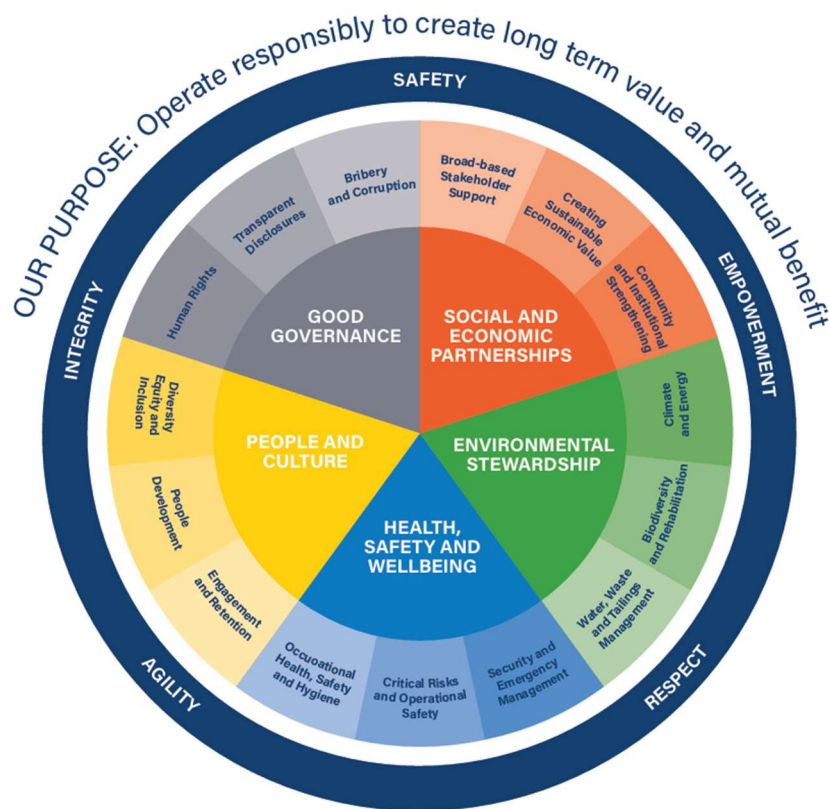 OUR PURPOSE: Operate responsibly to create long term value and mutual benefit
SAFETY
EMPOWERMENT
RESPECT
AGILITY
INTEGRITY
SOCIAL AND
ECONOMIC
PARTNERSHIPS
Broad-based
Stakeholder
Support
Creating
Sustainable
Economic Value
Community
and Institutional
Strengthening
ENVIRONMENTAL
STEWARDSHIP
Climate
and Energy
Biodiversity
and Rehabilitation
Water, Waste
and Tailings
Management
HEALTH,
SAFETY AND
WELLBEING
Security and
Emergency
Management
Critical Risks
and Operational
Safety
Occuoational
Health, Safety
and Hygiene
PEOPLE AND
CULTURE
Engagement
and Retention
People
Development
Diversity
Equity and
Inclusion
GOOD
GOVERNANCE
Human Rights
Transparent
Disclosures
Bribery
and Corruption